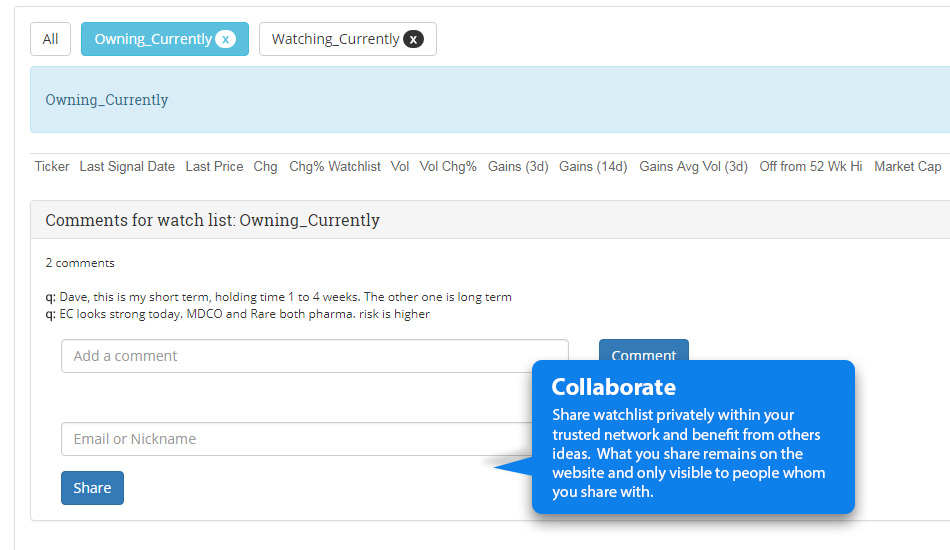 All Owning_Currently x Watching_Currently x
Owning_Currently
Ticker Last Signal Date Last Price Chg Chg% Watchlist Vol Vol Chg% Gains (3d) Gains (14d) Gains Avg Vol (3d) Off from 52 Wk Hi Market Cap
Comments for watch list: Owning_Currently
2 comments
q: Dave, this is my short term, holding time 1 to 4 weeks. The other one is long term
q: EC looks strong today. MDCO and Rare both pharma. risk is higher
Add a comment Comment
Email or Nickname
Share
Collaborate
Share watchlist privately within your
trusted network and benefit from others
ideas. What you share remains on the
website and only visible to people whom
you share with.